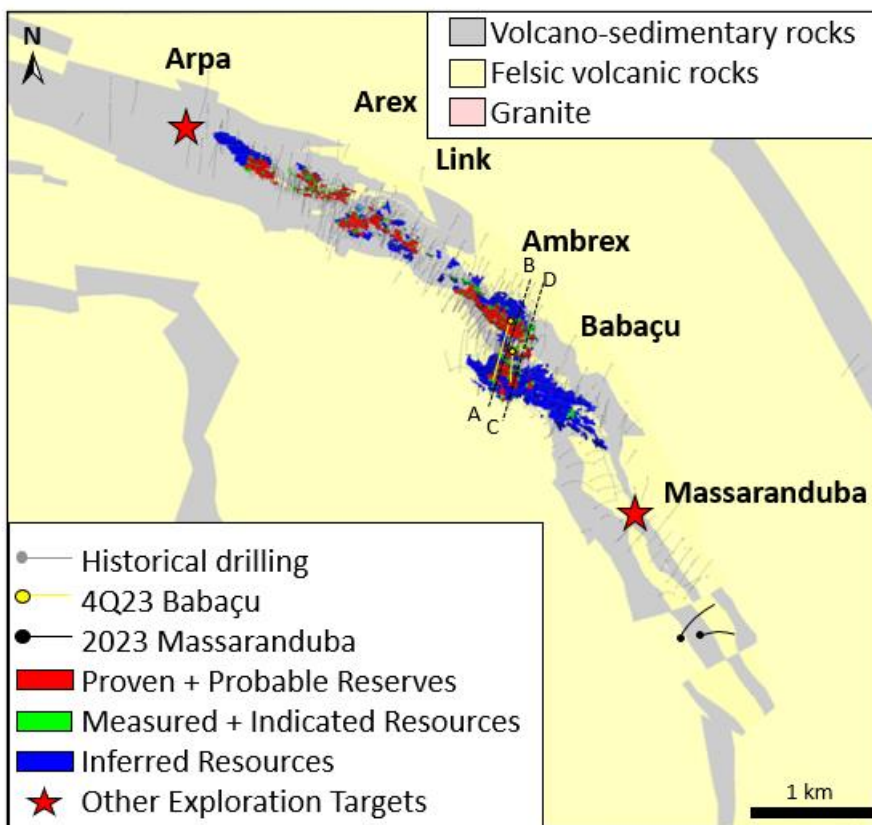 N
Arpa
Arex
Link
Ambrex
Babaçu
Massaranduba
B
D
A
C
Volcano-sedimentary rocks
Felsic volcanic rocks
Granite
Historical drilling
4Q23 Babaçu
2023 Massaranduba
Proven + Probable Reserves
Measured + Indicated Resources
Inferred Resources
Other Exploration Targets
1 km